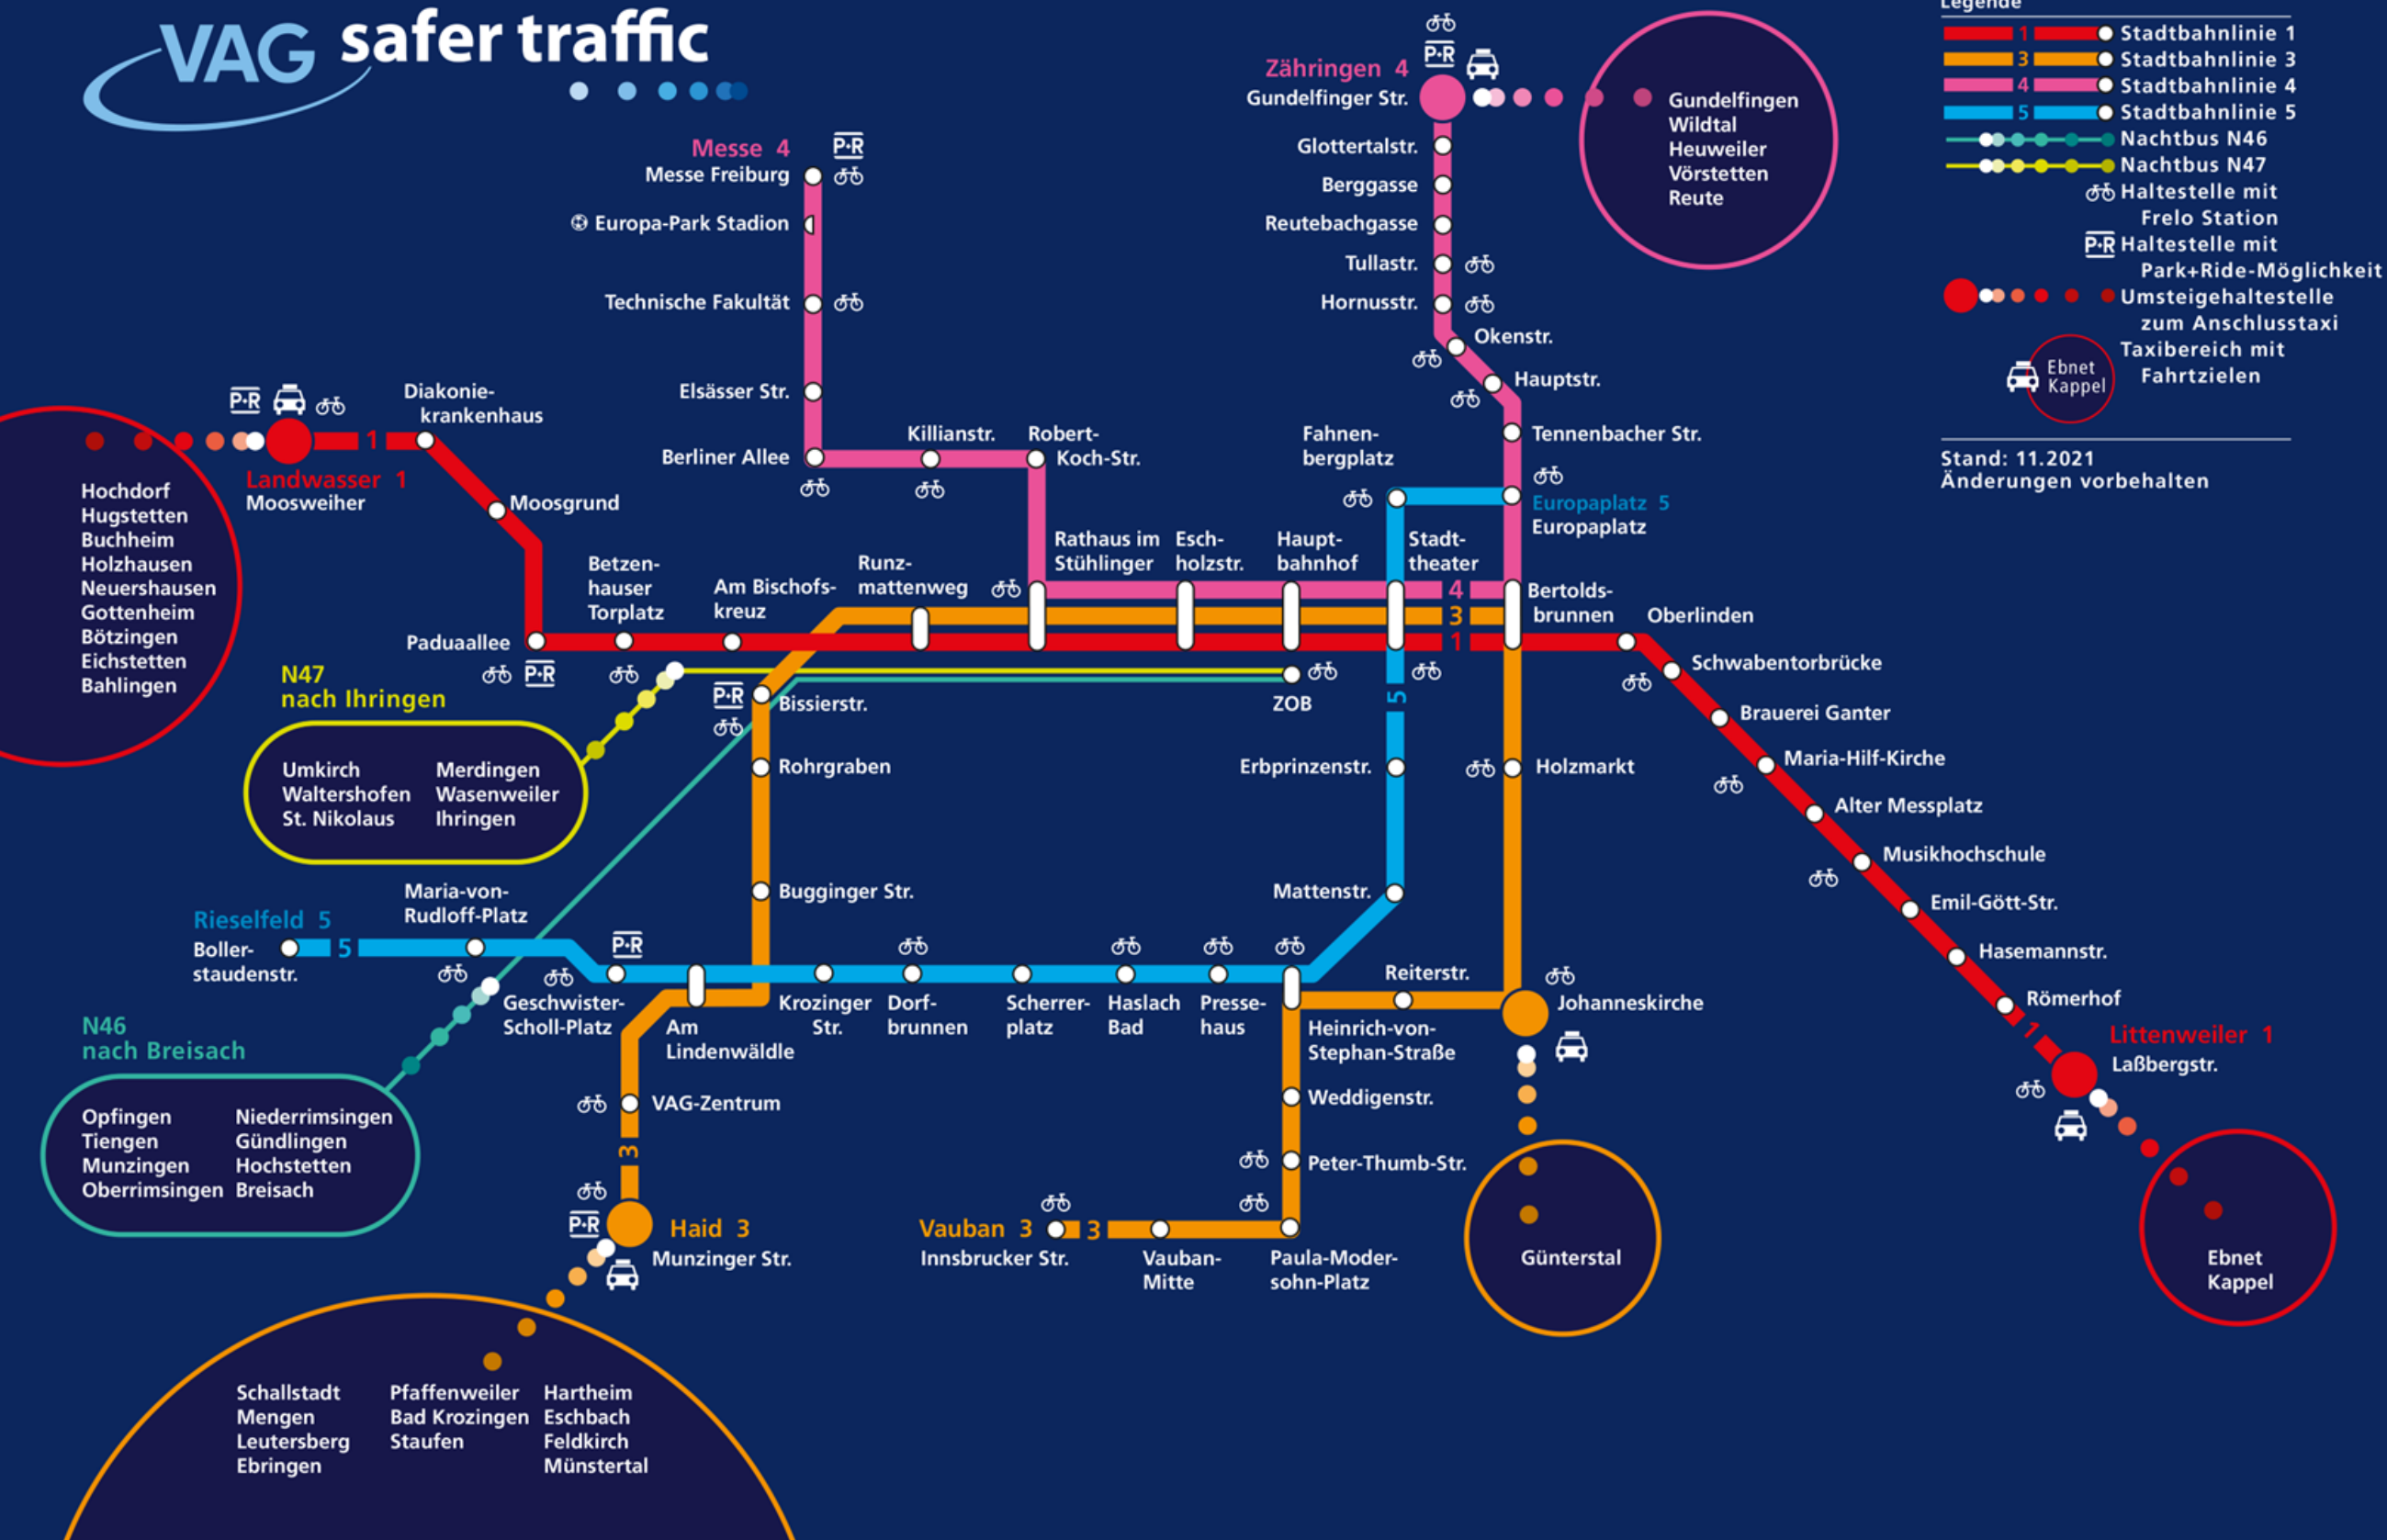 VAG safer traffic
Legende
1 Stadtbahnlinie 1
3 Stadtbahnlinie 3
4 Stadtbahnlinie 4
5 Stadtbahnlinie 5
Nachtbus N46
Nachtbus N47
Haltestelle mit
Frelo Station
P+R Haltestelle mit
Park+Ride-Möglichkeit
Umsteigehaltestelle
zum Anschlusstaxi
Ebnet
Kappel
Taxibereich mit
Fahrtzielen
Stand: 11.2021
Änderungen vorbehalten
P+R
Zähringen 4
Gundelfinger Str.
Glottertalstr.
Berggasse
Reutebachgasse
Tullastr.
Hornusstr.
Okenstr.
Hauptstr.
Tennenbacher Str.
Europaplatz 5
Europaplatz
Gundelfingen
Wildtal
Heuweiler
Vörstetten
Reute
Messe 4
P+R
Messe Freiburg
Europa-Park Stadion
Technische Fakultät
Elsässer Str.
Berliner Allee
Killianstr.
Robert-
Koch-Str.
Fahnen-
bergplatz
P+R
1
Diakonie-
krankenhaus
Landwasser 1
Moosweiher
Moosgrund
Hochdorf
Hugstetten
Buchheim
Holzhausen
Neuershausen
Gottenheim
Bötzingen
Eichstetten
Bahlingen
Paduaallee
P+R
Betzen-
hauser
Torplatz
Am Bischofs-
kreuz
Runz-
mattenweg
Rathaus im
Stühlinger
Esch-
holzstr.
Haupt-
bahnhof
Stadt-
theater
4
3
1
Bertolds-
brunnen
Oberlinden
Schwabentorbrücke
Brauerei Ganter
Maria-Hilf-Kirche
Alter Messplatz
Musikhochschule
Emil-Gött-Str.
Hasemannstr.
Römerhof
1
Littenweiler 1
Laßbergstr.
Ebnet
Kappel
N47
nach Ihringen
Umkirch
Waltershofen
St. Nikolaus
Merdingen
Wasenweiler
Ihringen
P+R
Bissierstr.
ZOB
5
Rohrgraben
Erbprinzenstr.
Holzmarkt
Bugginger Str.
Mattenstr.
Rieselfeld 5
Boller-
staudenstr.
5
Maria-von-
Rudloff-Platz
P+R
Geschwister-
Scholl-Platz
Am
Lindenwäldle
Krozinger
Str.
Dorf-
brunnen
Scherrer-
platz
Haslach
Bad
Presse-
haus
Heinrich-von-
Stephan-Straße
Reiterstr.
Johanneskirche
N46
nach Breisach
Opfingen
Tiengen
Munzingen
Oberrimsingen
Niederrimsingen
Gündlingen
Hochstetten
Breisach
VAG-Zentrum
3
P+R
Haid 3
Munzinger Str.
Weddigenstr.
Peter-Thumb-Str.
Vauban 3
3
Innsbrucker Str.
Vauban-
Mitte
Paula-Moder-
sohn-Platz
Günterstal
Schallstadt
Mengen
Leutersberg
Ebringen
Pfaffenweiler
Bad Krozingen
Staufen
Hartheim
Eschbach
Feldkirch
Münstertal